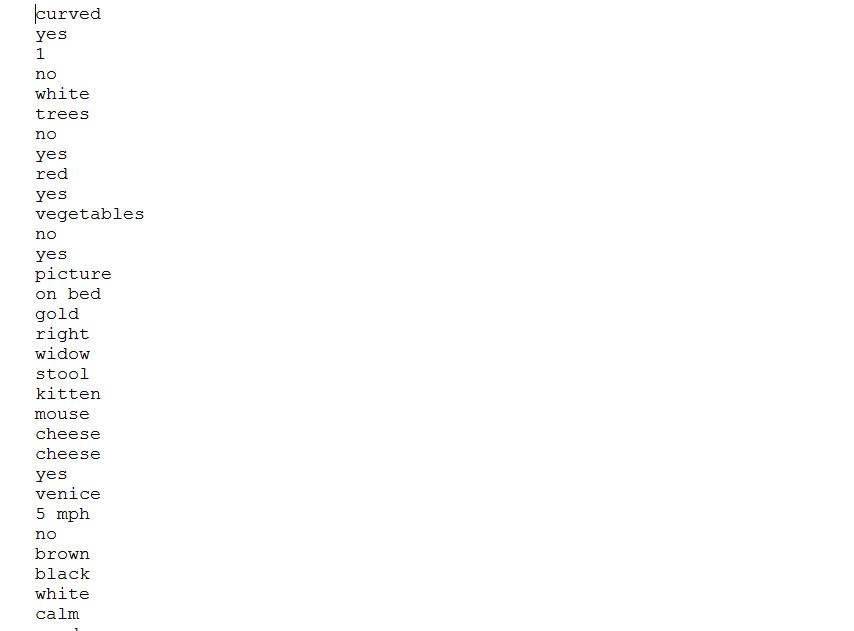 curved
yes
1
no
white
trees
no
yes
red
yes
vegetables
no
yes
picture
on bed
gold
right
widow
stool
kitten
mouse
cheese
cheese
yes
venice
5 mph
no
brown
black
white
calm